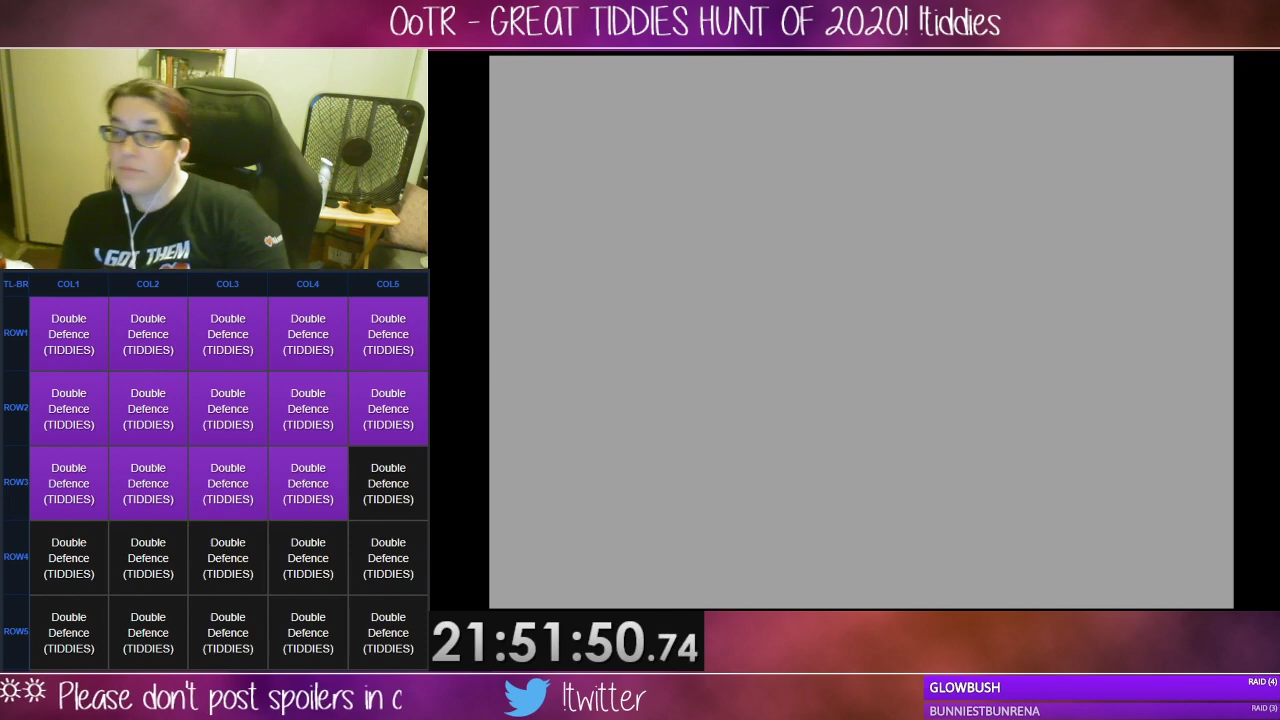 OoTR - GREAT TIDDIES HUNT OF 2020! !tiddies
I GOT THEM
TL-BR COL1 COL2 COL3 COL4 COL5
ROW1
Double Double Double Double Double
Defence Defence Defence Defence Defence
(TIDDIES) (TIDDIES) (TIDDIES) (TIDDIES) (TIDDIES)
ROW2
Double Double Double Double Double
Defence Defence Defence Defence Defence
(TIDDIES) (TIDDIES) (TIDDIES) (TIDDIES) (TIDDIES)
ROW3
Double Double Double Double Double
Defence Defence Defence Defence Defence
(TIDDIES) (TIDDIES) (TIDDIES) (TIDDIES) (TIDDIES)
ROW4
Double Double Double Double Double
Defence Defence Defence Defence Defence
(TIDDIES) (TIDDIES) (TIDDIES) (TIDDIES) (TIDDIES)
ROW5
Double Double Double Double Double
Defence Defence Defence Defence Defence
(TIDDIES) (TIDDIES) (TIDDIES) (TIDDIES) (TIDDIES)
21:51:50.74
Please don't post spoilers in c
!twitter
GLOWBUSH RAID (4)
BUNNIESTBUNRENA RAID (3)